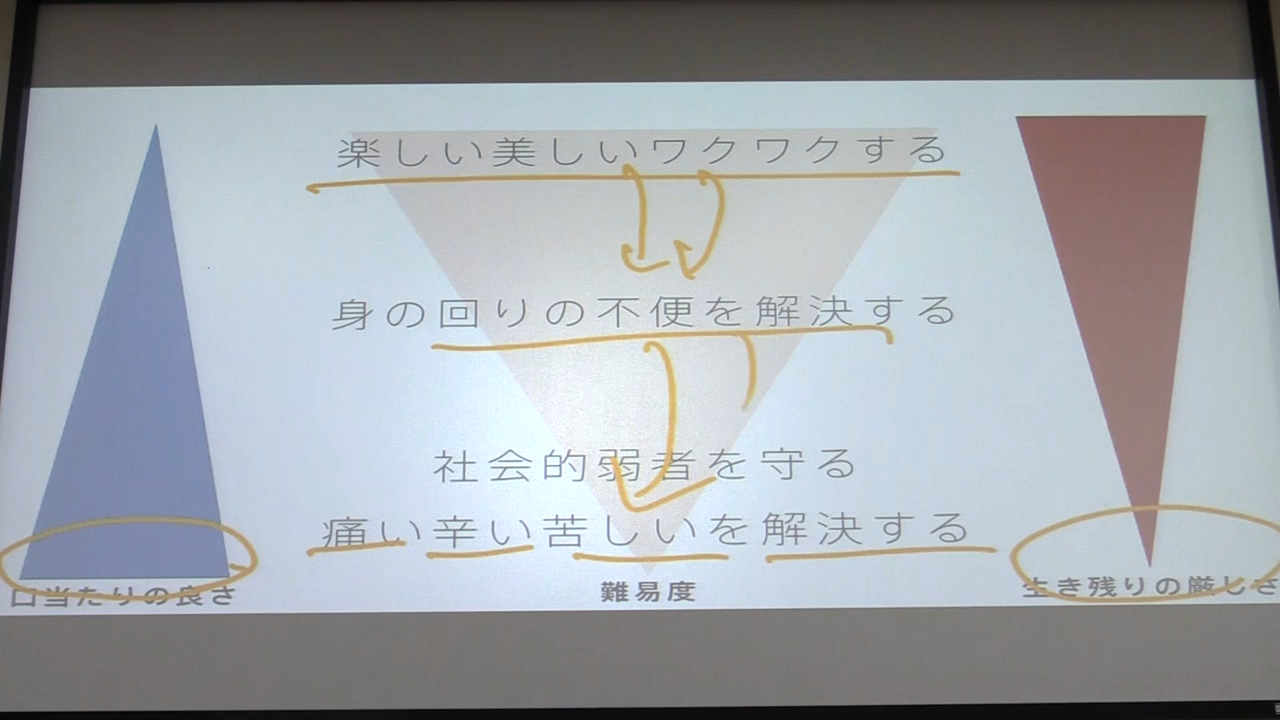 楽しい美しいワクワクする
身の回りの不便を解決する
社会的弱者を守る
痛い辛い苦しいを解決する
口当たりの良さ
難易度
生き残りの厳しさ